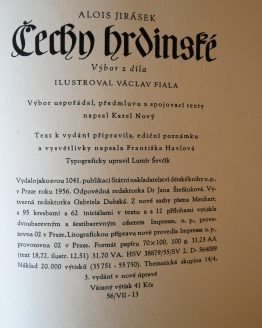 ALOIS JIRÁSEK
Čechy hrdinské
Výbor z díla
ILUSTROVAL VÁCLAV FIALA
Výbor uspořádal, předmluvu a spojovací texty
napsal Karel Nový
Text k vydání připravila, ediční poznámku
a vysvětlivky napsala Františka Havlová
Typograficky upravil Lumír Ševčík
Vydalo jako svou 1041. publikaci Státní nakladatelství dětské knihy n. p.,
v Praze roku 1956. Odpovědná redaktorka Dr Jana Štefánková. Vý-
tvarná redaktorka Gabriela Dubská. Z nové sazby písma Menhart,
s 95 kresbami a 62 iniciálami v textu a s 12 přílohami vytiskla
dvoubarevným a šestibarevným ofsetem Impressa, n. p., provo-
zovna 02 v Praze. Litografickou přípravu nově provedla Impressa n. p.,
provozovna 02 v Praze. Formát papíru 70×100, 100 g. 31,23 AA
(text 18,72, ilustr. 12,51) 31,70 VA. HSV 38879/55/SV 2, D-564089
Náklad 20.000 výtisků (35 751 - 55 750). Thematická skupina 14/4.
3. vydání v nové úpravě
Vázaný výtisk 41 Kčs
56/VII - 13